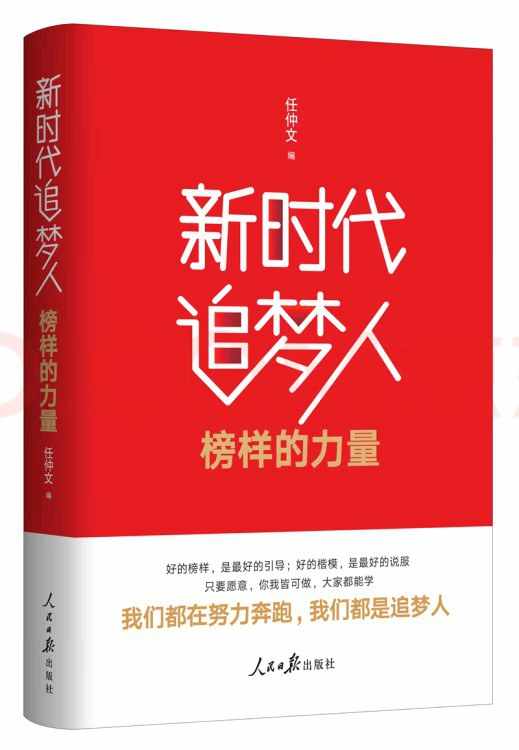 新时代追梦人
榜样的力量
任仲文 编
人民日报出版社
任仲文 编
新时代
追梦人
榜样的力量
好的榜样，是最好的引导；好的楷模，是最好的说服
只要愿意，你我皆可做，大家都能学
我们都在努力奔跑，我们都是追梦人
人民日报出版社